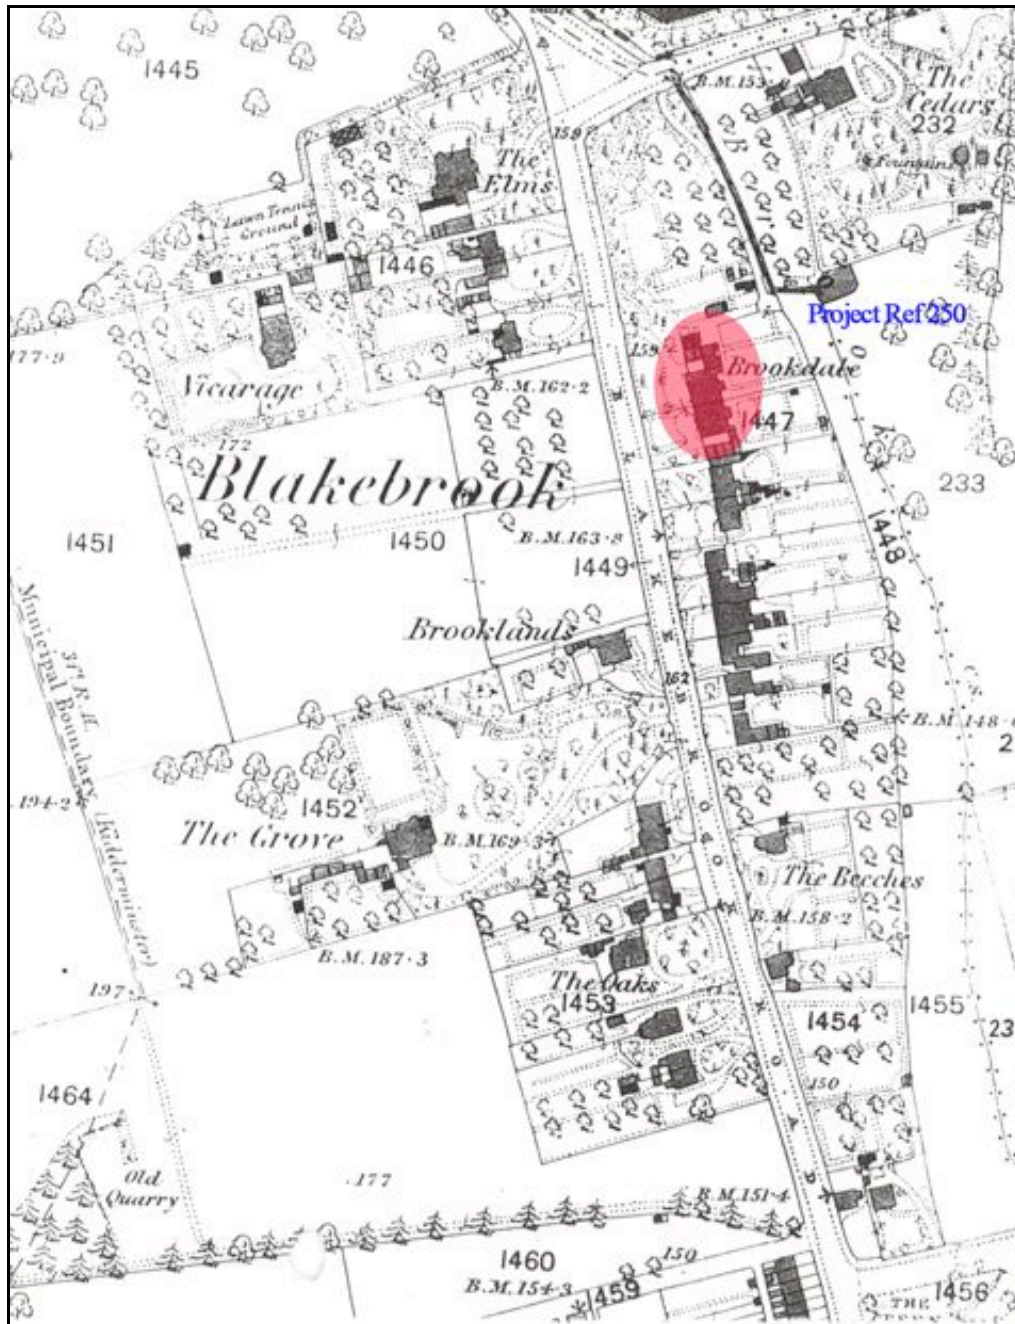 1445
B.M.153
The
Cedars
232
Fountains
159
The
Elms
Lawn Tennis
Ground
1446
Project Ref 250
177·9
Vicarage
159
Brookdale
B.M.162·2
1447
172
Blakebrook
233
1451
1450
B.M.163·8
1448
1449
Brooklands
Municipal Boundary (Kidderminster)
162
B.M.148·
194·2
1452
The Grove
B.M.169·3
The Beeches
B.M.187·3
B.M.158·2
197
The Oaks
1453
1454
1455
23
1464
150
Old
Quarry
.177
B.M.151·4
1460
150
B.M.154·3
1459
1456
THE